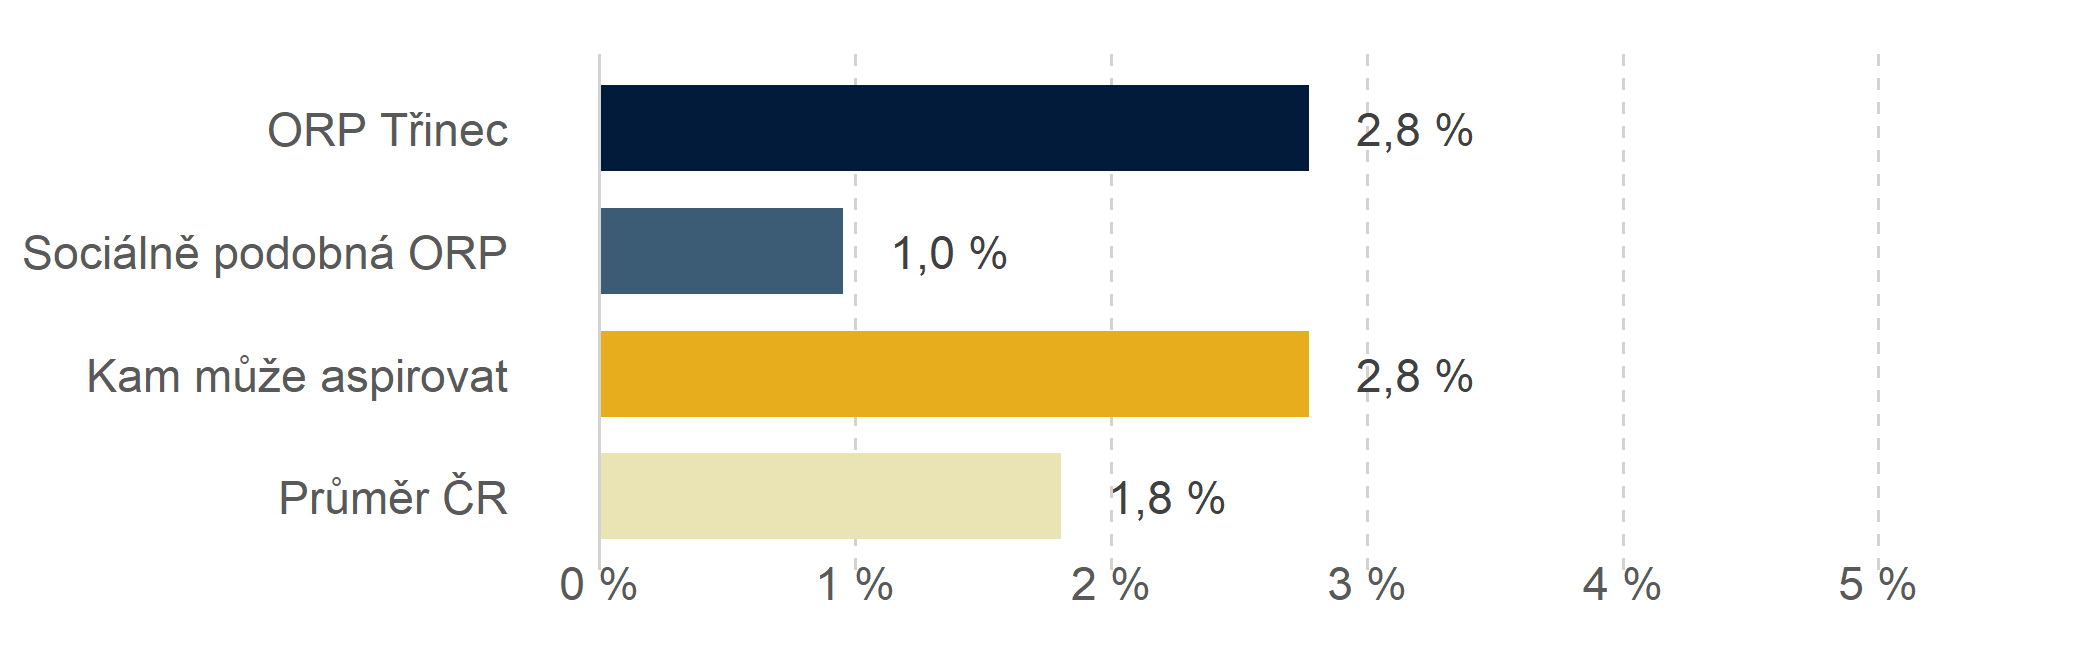 ORP Třinec 2,8 %
Sociálně podobná ORP 1,0 %
Kam může aspirovat 2,8 %
Průměr ČR 1,8 %
0 % 1 % 2 % 3 % 4 % 5 %